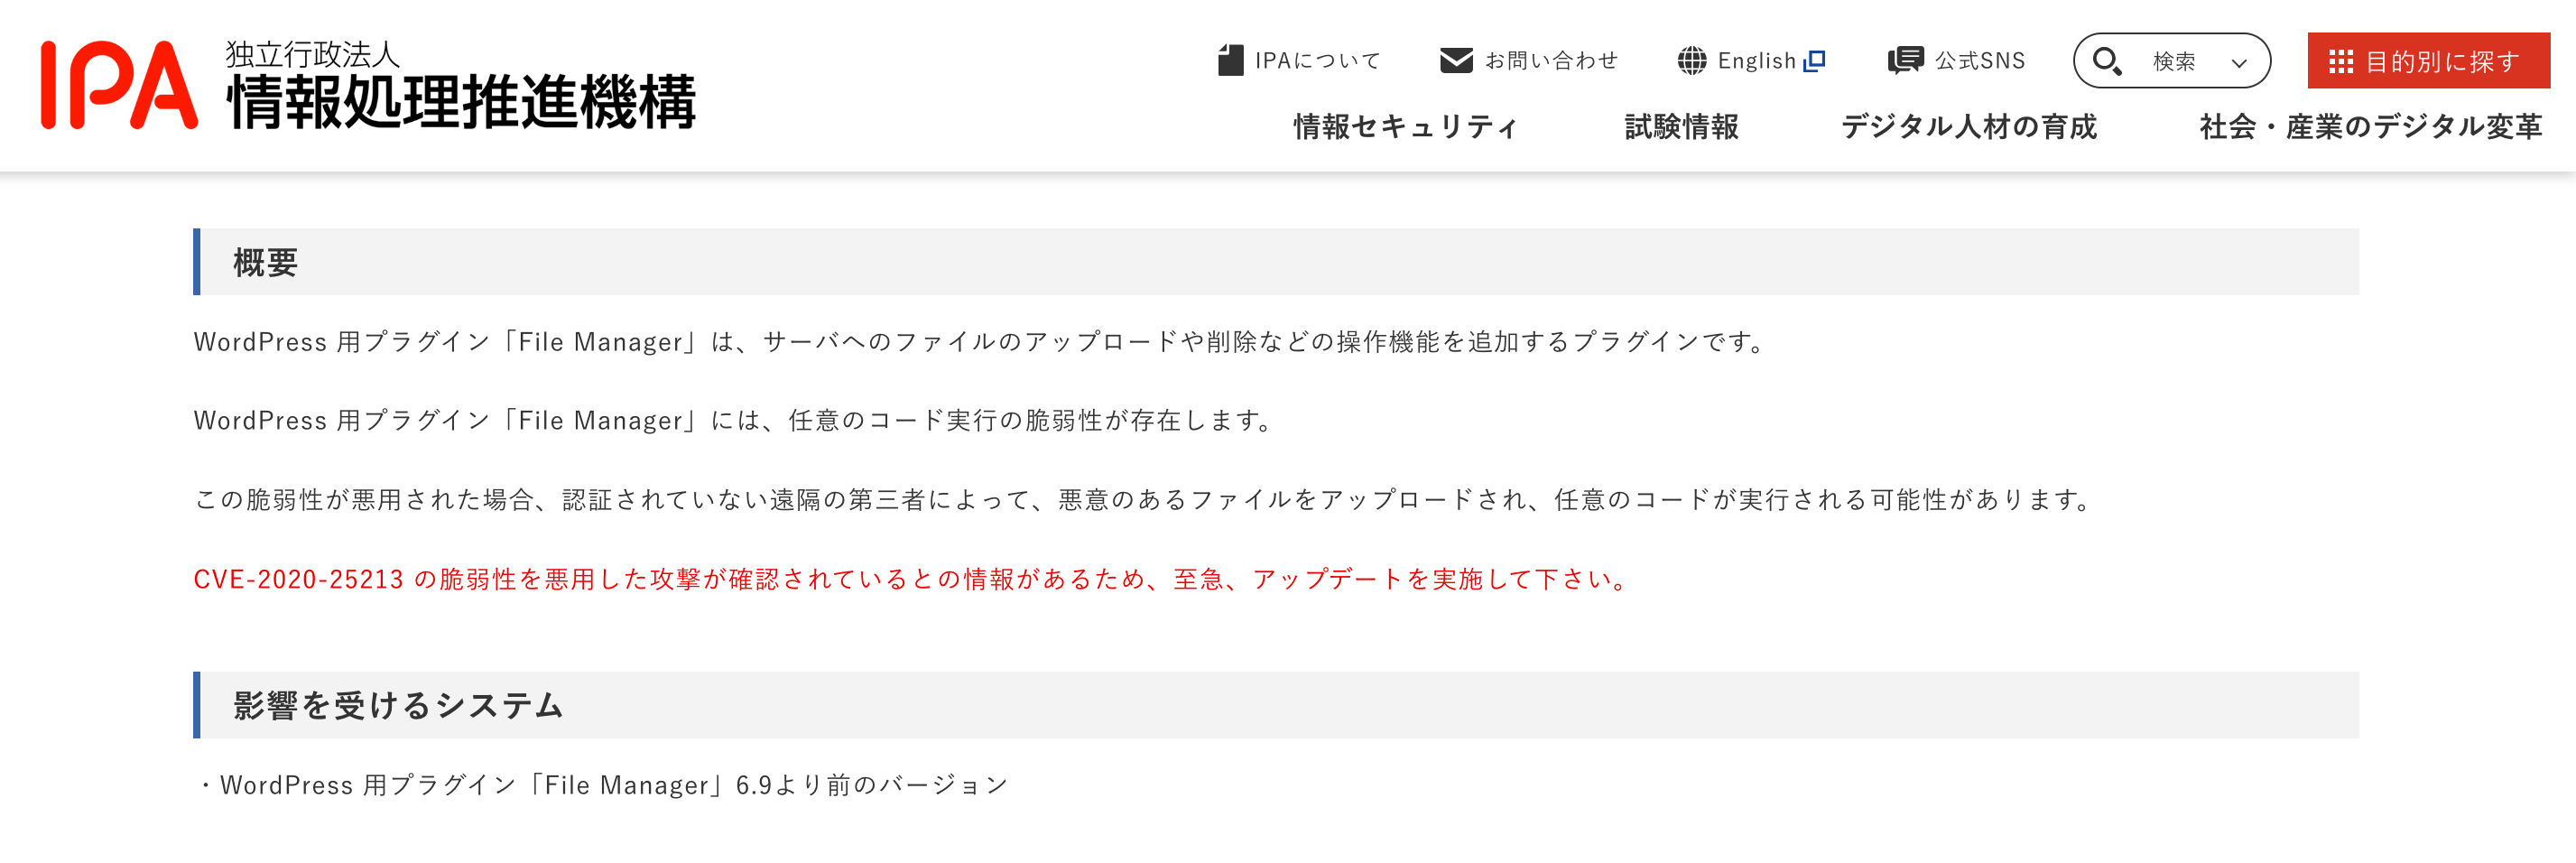 IPA 独立行政法人
情報処理推進機構
IPAについて お問い合わせ English 公式SNS 検索 目的別に探す
情報セキュリティ 試験情報 デジタル人材の育成 社会・産業のデジタル変革
概要
WordPress 用プラグイン「File Manager」は、サーバへのファイルのアップロードや削除などの操作機能を追加するプラグインです。
WordPress 用プラグイン「File Manager」には、任意のコード実行の脆弱性が存在します。
この脆弱性が悪用された場合、認証されていない遠隔の第三者によって、悪意のあるファイルをアップロードされ、任意のコードが実行される可能性があります。
CVE-2020-25213 の脆弱性を悪用した攻撃が確認されているとの情報があるため、至急、アップデートを実施して下さい。
影響を受けるシステム
・WordPress 用プラグイン「File Manager」6.9より前のバージョン